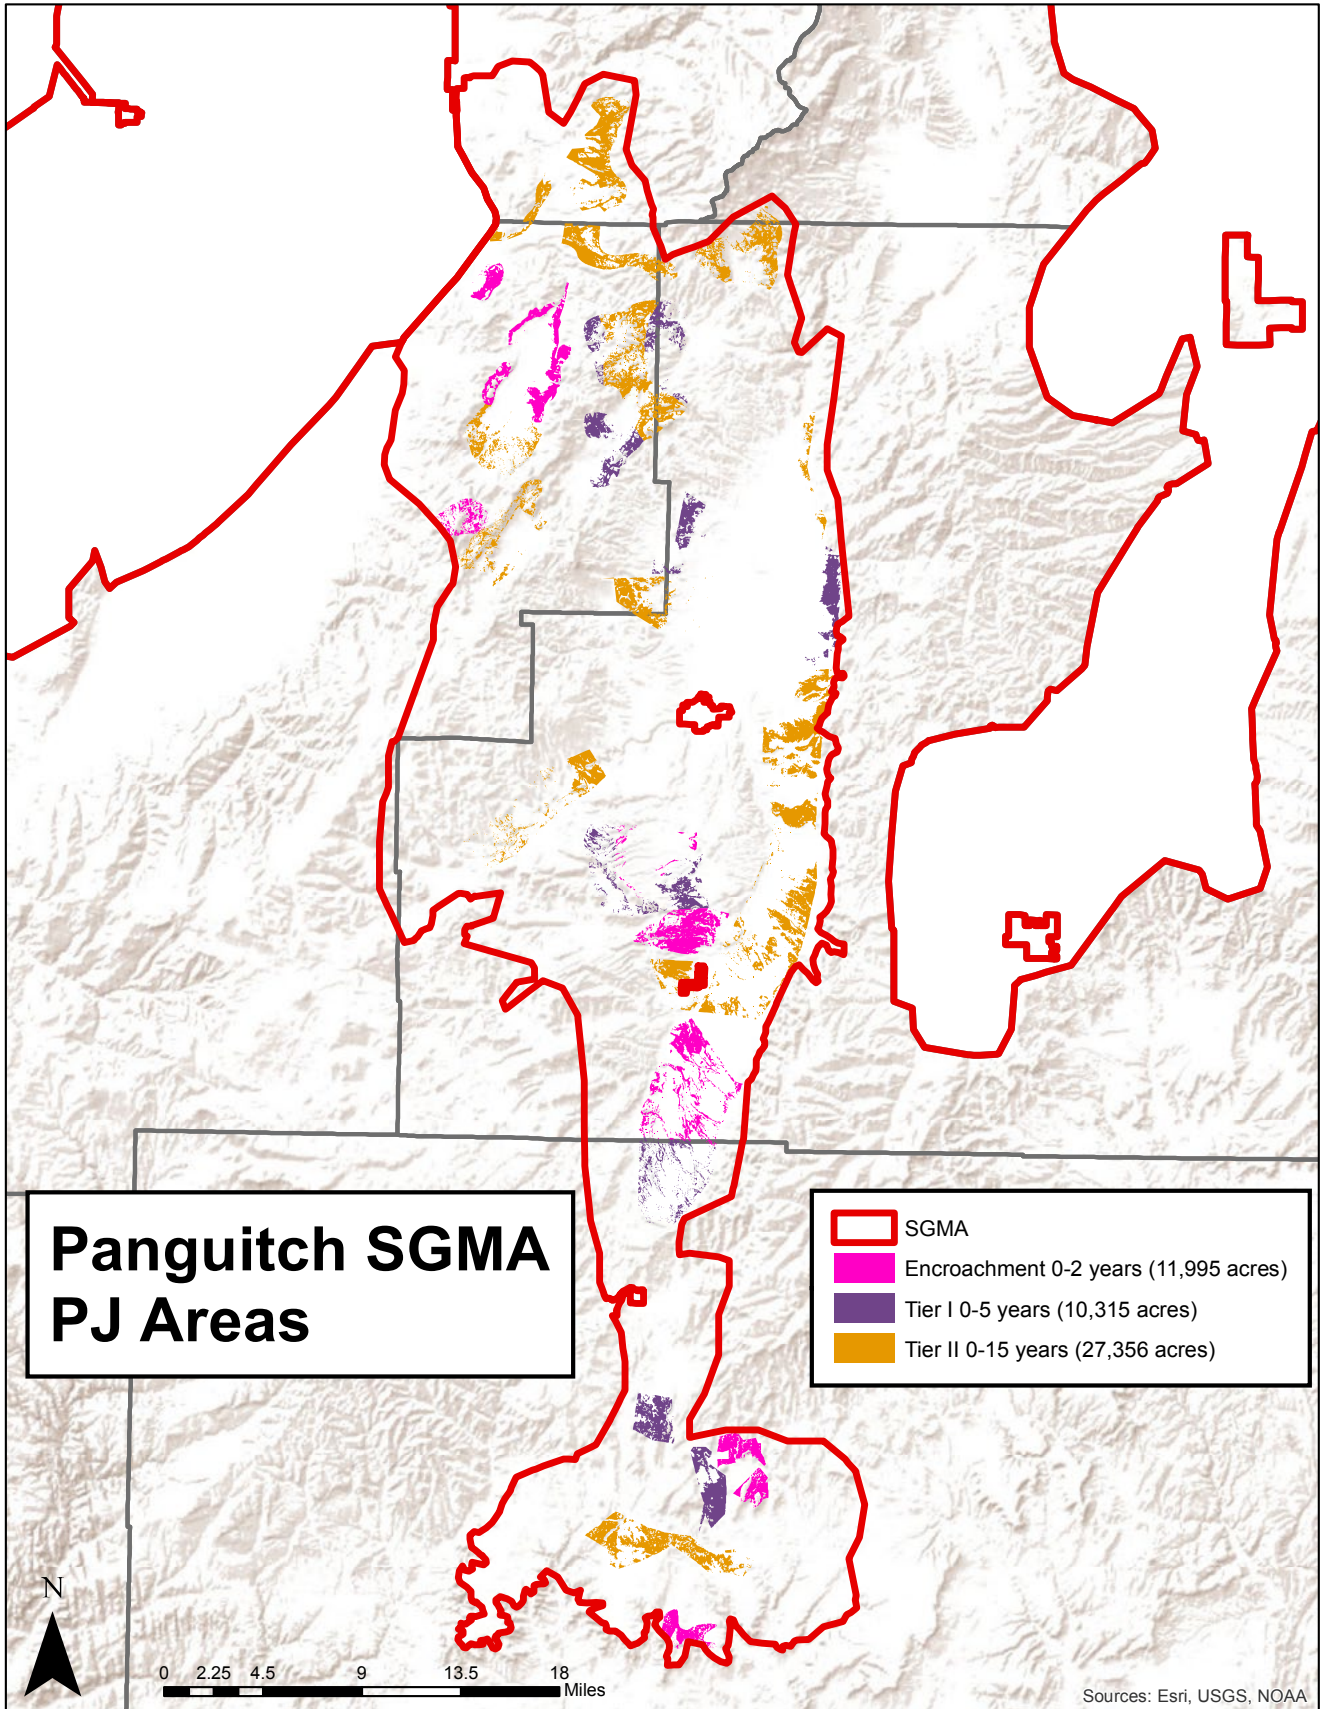 Panguitch SGMA
PJ Areas
SGMA
Encroachment 0-2 years (11,995 acres)
Tier I 0-5 years (10,315 acres)
Tier II 0-15 years (27,356 acres)
N
0 2.25 4.5 9 13.5 18
Miles
Sources: Esri, USGS, NOAA